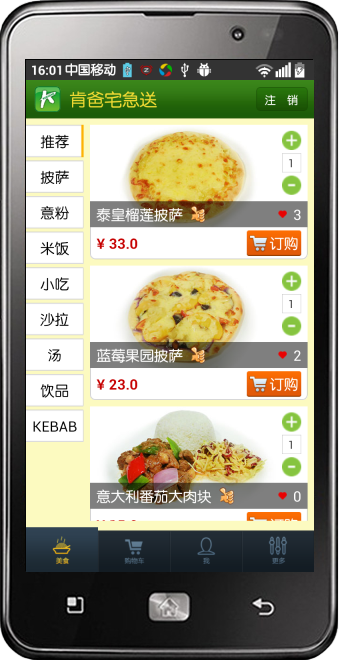 16:01 中国移动
肯爸宅急送
注 销
推荐
披萨
意粉
米饭
小吃
沙拉
汤
饮品
KEBAB
1
泰皇榴莲披萨 3
¥ 33.0 订购
1
蓝莓果园披萨 2
¥ 23.0 订购
1
意大利番茄大肉块 0
美食 购物车 我 更多